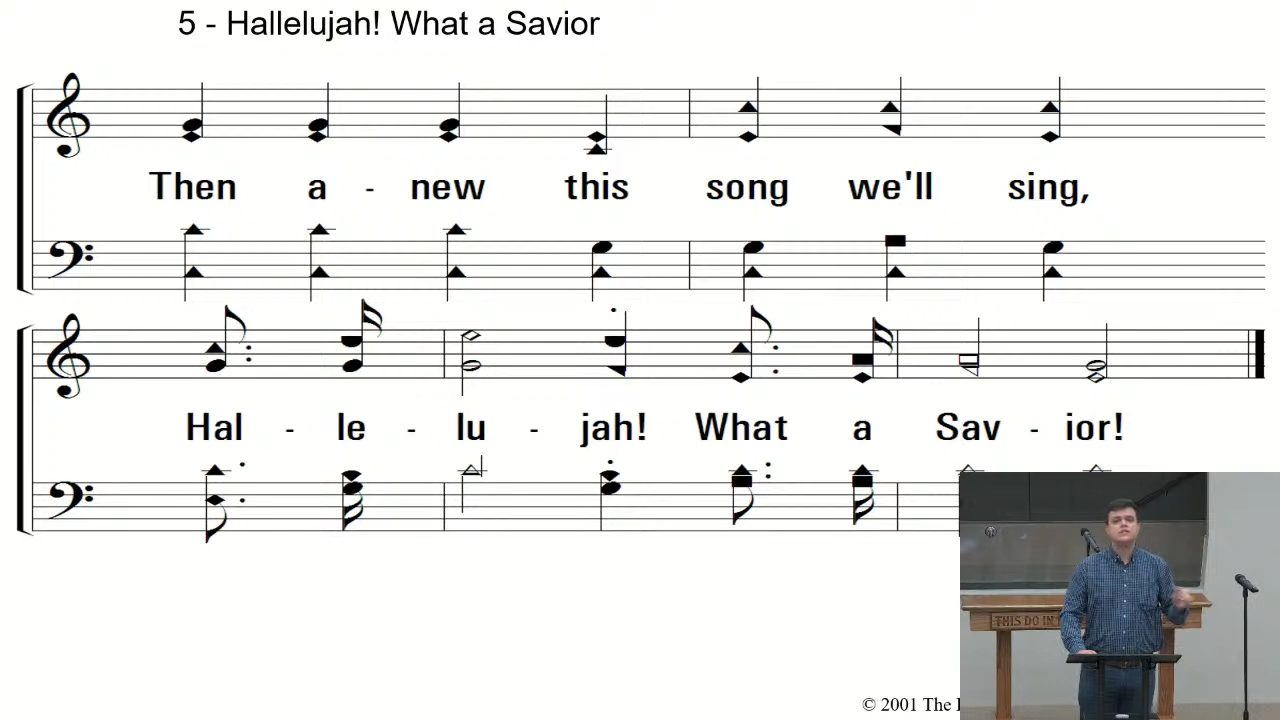 5 - Hallelujah! What a Savior
Then a - new this song we'll sing,
Hal - le - lu - jah! What a Sav - ior!
THIS DO IN
© 2001 The